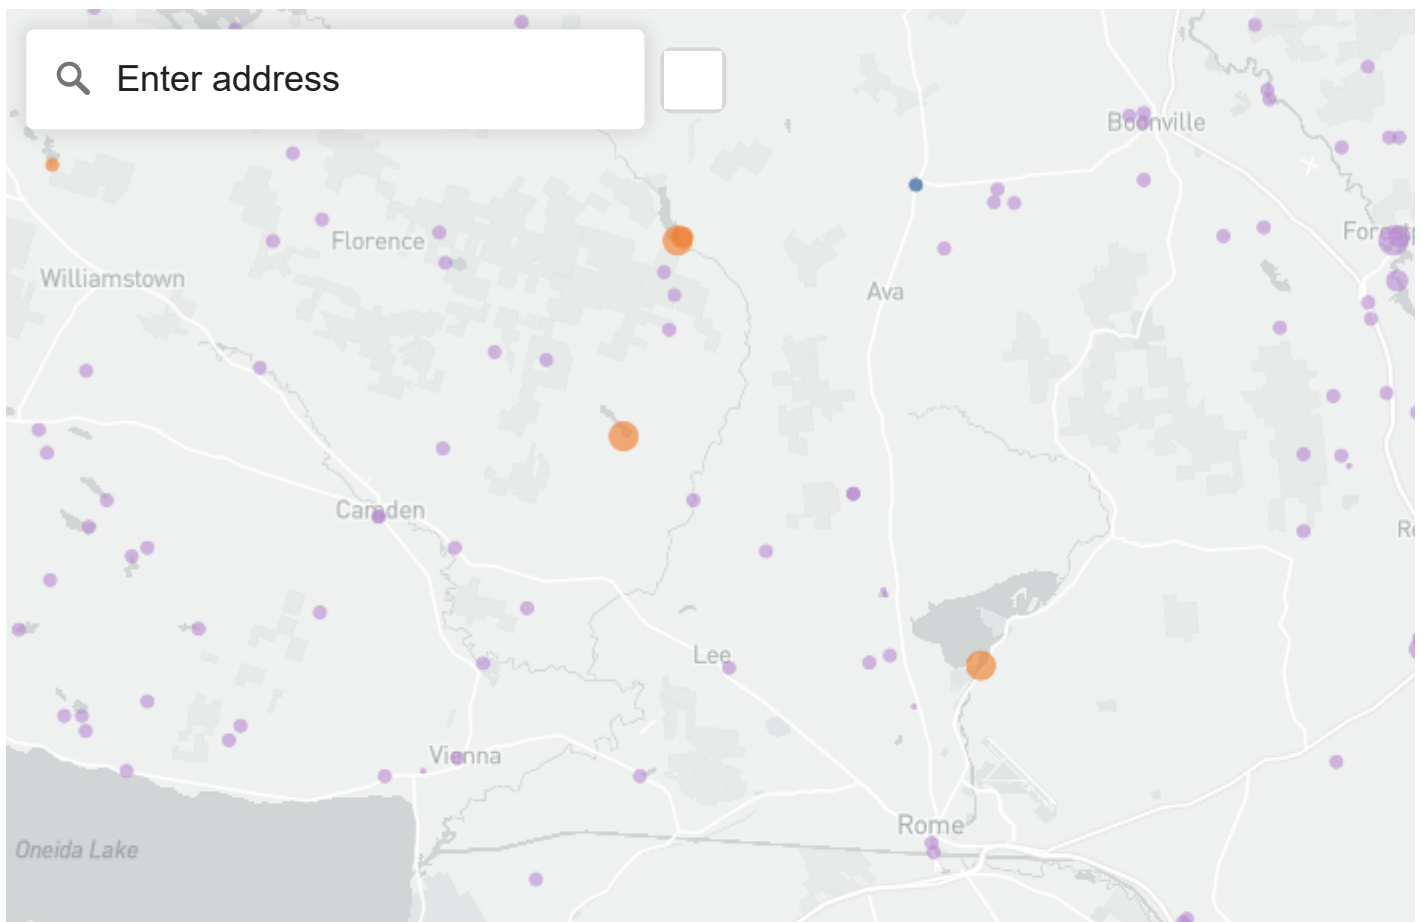 Enter address
Boonville
Florence
Williamstown
Ava
Camden
Lee
Vienna
Rome
Oneida Lake